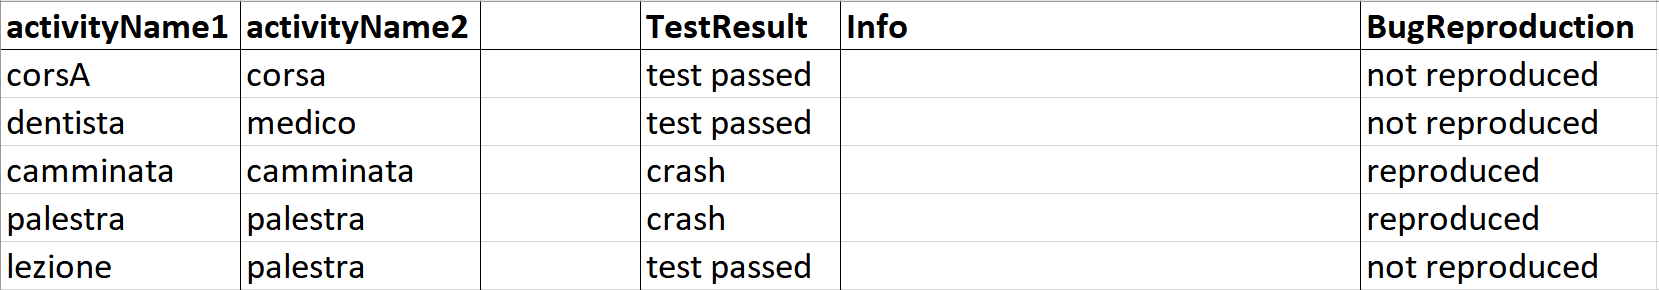 activityName1 activityName2 TestResult Info BugReproduction
corsA corsa test passed not reproduced
dentista medico test passed not reproduced
camminata camminata crash reproduced
palestra palestra crash reproduced
lezione palestra test passed not reproduced